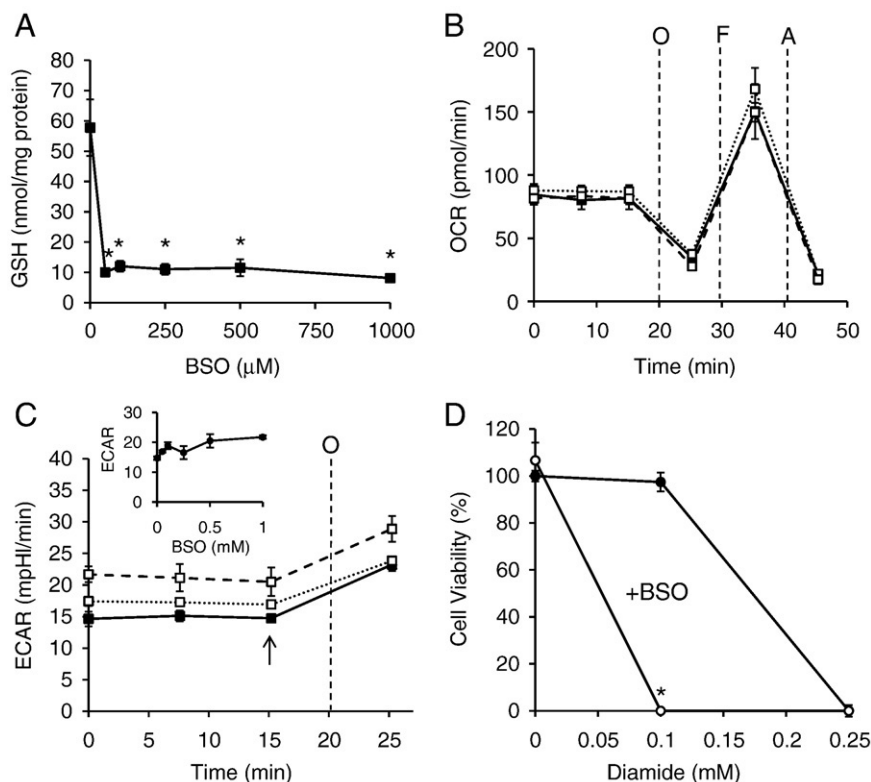 A
GSH (nmol/mg protein)
80
70
60
50
40
30
20
10
0
* * * * *
0 250 500 750 1000
BSO (μM)
B
OCR (pmol/min)
O F A
200
150
100
50
0
0 10 20 30 40 50
Time (min)
C
ECAR (mpHl/min)
40
35
30
25
20
15
10
5
0
ECAR
30
20
10
0
0 0.5 1
BSO (mM)
O
0 5 10 15 20 25
Time (min)
D
Cell Viability (%)
120
100
80
60
40
20
0
+BSO
*
0 0.05 0.1 0.15 0.2 0.25
Diamide (mM)